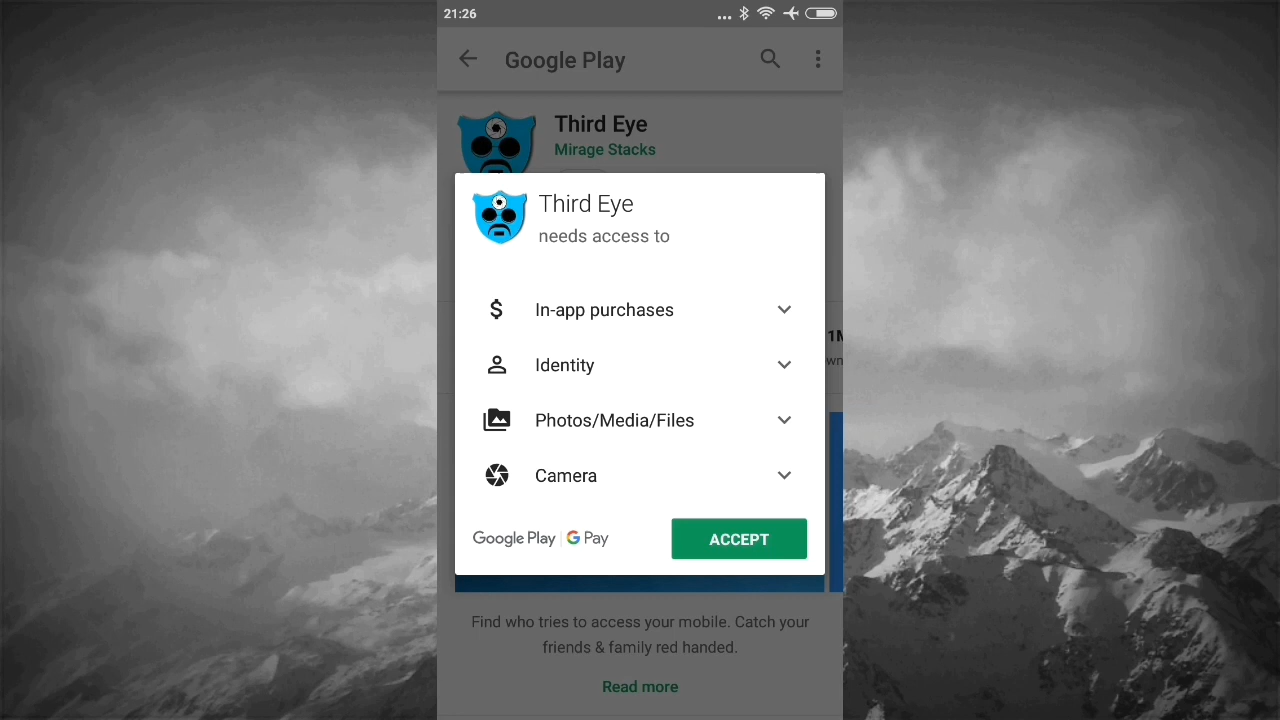 21:26
Google Play
Third Eye
Mirage Stacks
Third Eye
needs access to
In-app purchases
Identity
Photos/Media/Files
Camera
Google Play | G Pay
ACCEPT
Find who tries to access your mobile. Catch your
friends & family red handed.
Read more